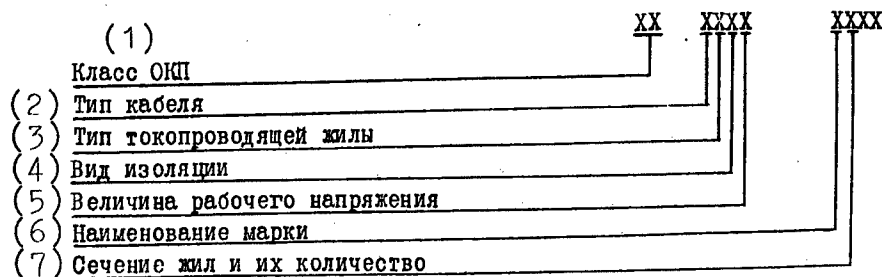 XX XXXX XXXX
(1)
Класс ОКП
(2) Тип кабеля
(3) Тип токопроводящей жилы
(4) Вид изоляции
(5) Величина рабочего напряжения
(6) Наименование марки
(7) Сечение жил и их количество